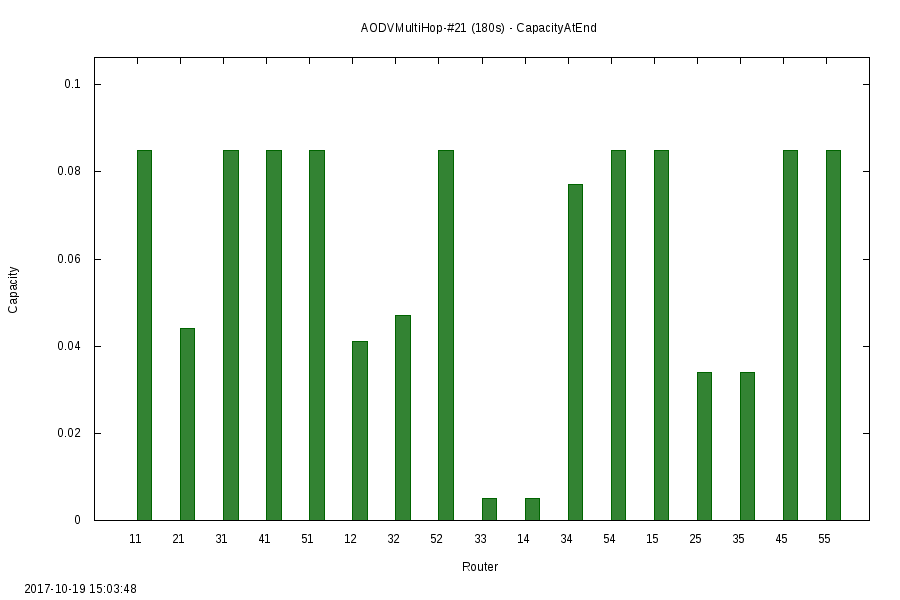 AODVMultiHop-#21 (180s) - CapacityAtEnd
0.1
0.08
0.06
0.04
0.02
0
Capacity
11 21 31 41 51 12 32 52 33 14 34 54 15 25 35 45 55
Router
2017-10-19 15:03:48